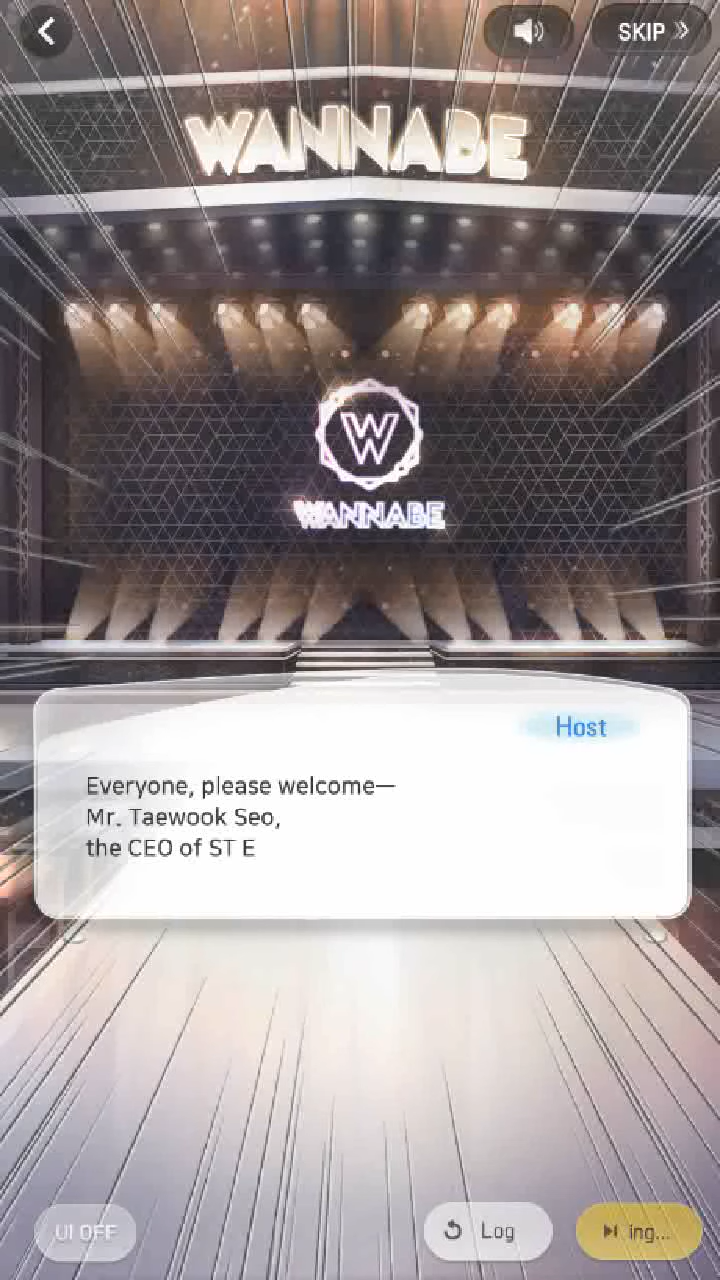 SKIP
WANNABE
W
WANNABE
Host
Everyone, please welcome—
Mr. Taewook Seo,
the CEO of ST E
UI OFF
Log
ing...